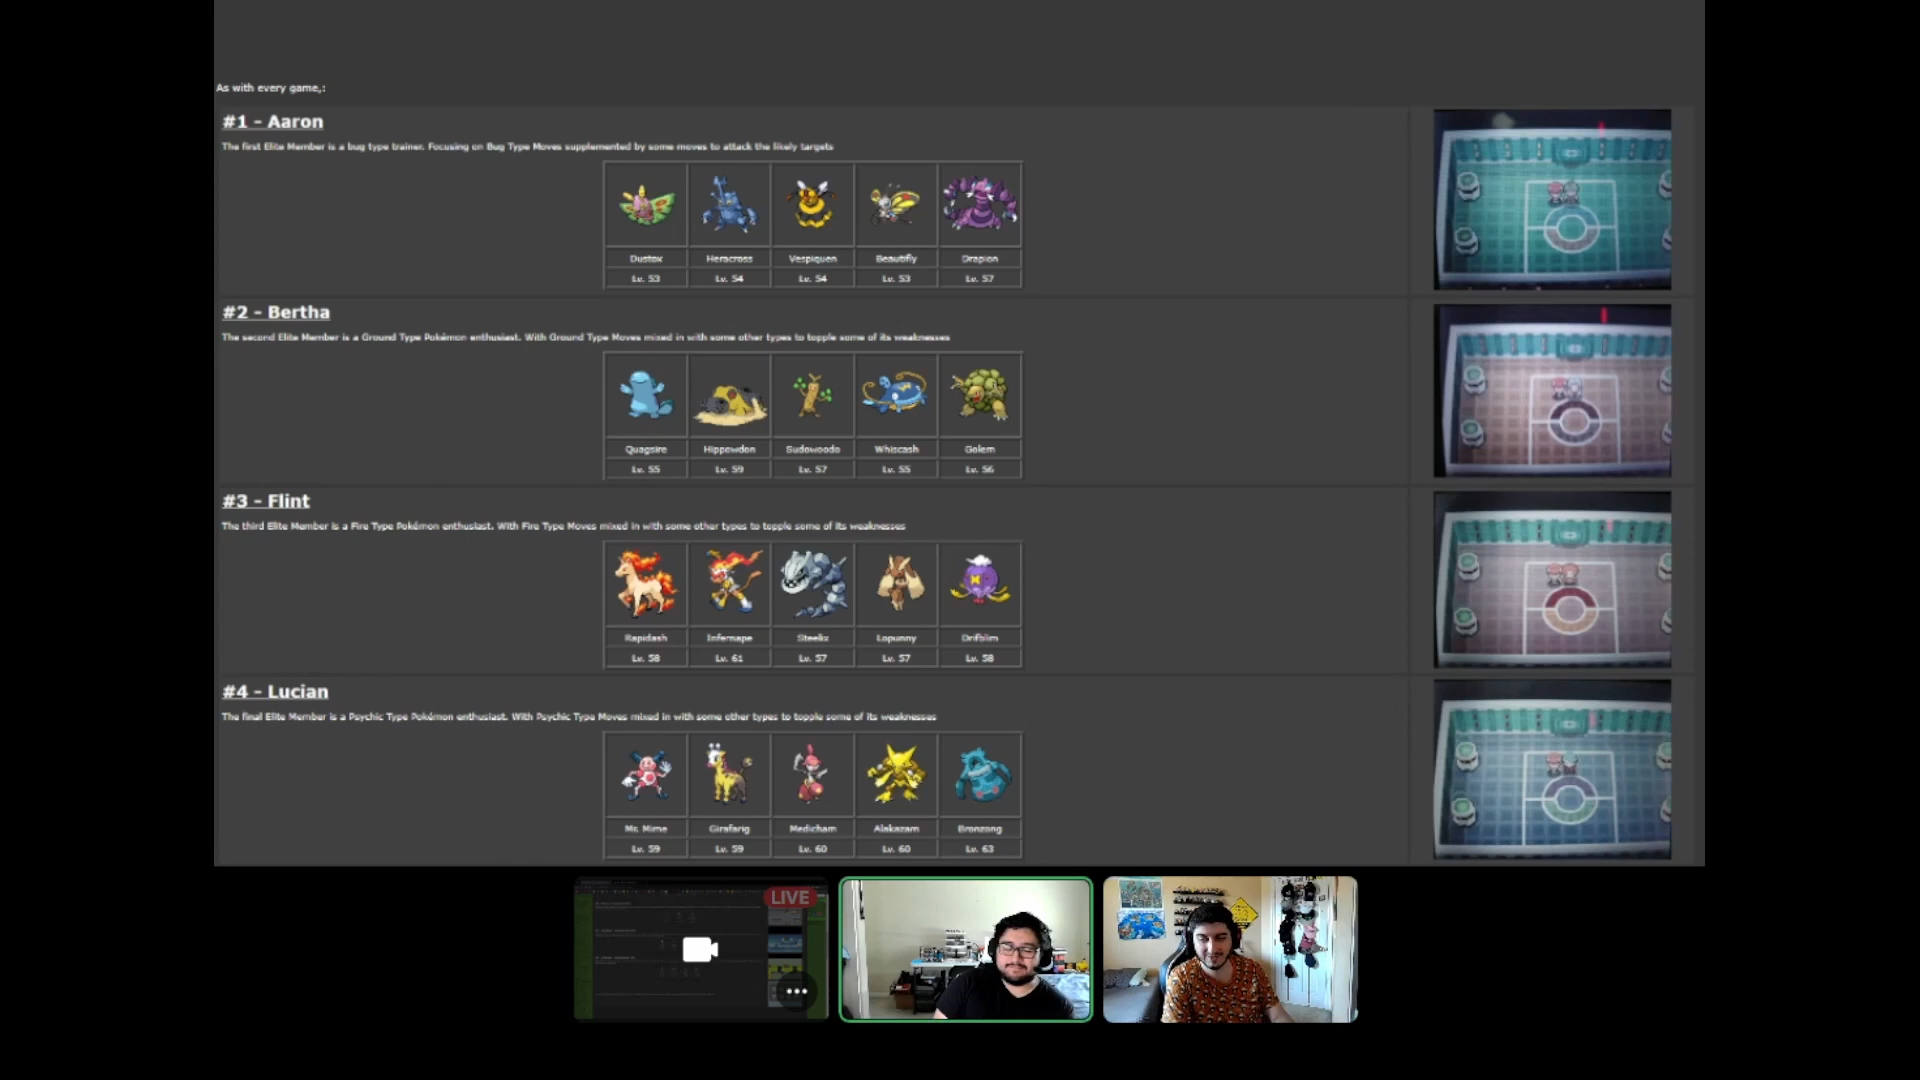 As with every game,:
#1 - Aaron
The first Elite Member is a bug type trainer. Focusing on Bug Type Moves supplemented by some moves to attack the likely targets
Dustox Heracross Vespiquen Beautifly Drapion
Lv. 53 Lv. 54 Lv. 54 Lv. 53 Lv. 57
#2 - Bertha
The second Elite Member is a Ground Type Pokémon enthusiast. With Ground Type Moves mixed in with some other types to topple some of its weaknesses
Quagsire Hippowdon Sudowoodo Whiscash Golem
Lv. 55 Lv. 59 Lv. 57 Lv. 55 Lv. 56
#3 - Flint
The third Elite Member is a Fire Type Pokémon enthusiast. With Fire Type Moves mixed in with some other types to topple some of its weaknesses
Rapidash Infernape Steelix Lopunny Drifblim
Lv. 58 Lv. 61 Lv. 57 Lv. 57 Lv. 58
#4 - Lucian
The final Elite Member is a Psychic Type Pokémon enthusiast. With Psychic Type Moves mixed in with some other types to topple some of its weaknesses
Mr. Mime Girafarig Medicham Alakazam Bronzong
Lv. 59 Lv. 59 Lv. 60 Lv. 60 Lv. 63
LIVE